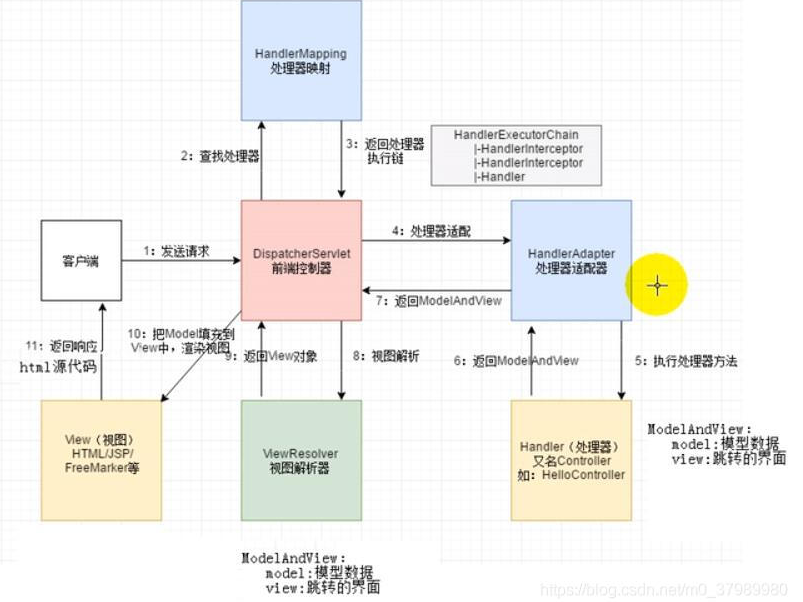 HandlerMapping
处理器映射
2：查找处理器
3：返回处理器
执行链
HandlerExecutorChain
|-HandlerInterceptor
|-HandlerInterceptor
|-Handler
客户端
1：发送请求
DispatcherServlet
前端控制器
4：处理器适配
HandlerAdapter
处理器适配器
7：返回ModelAndView
11：返回响应
html源代码
10：把Model填充到
View中，渲染视图
9：返回View对象
8：视图解析
6：返回ModelAndView
5：执行处理器方法
View（视图）
HTML/JSP/
FreeMarker等
ViewResolver
视图解析器
Handler（处理器）
又名Controller
如：HelloController
ModelAndView：
model:模型数据
view:跳转的界面
ModelAndView：
model:模型数据
view:跳转的界面
https://blog.csdn.net/m0_37989980